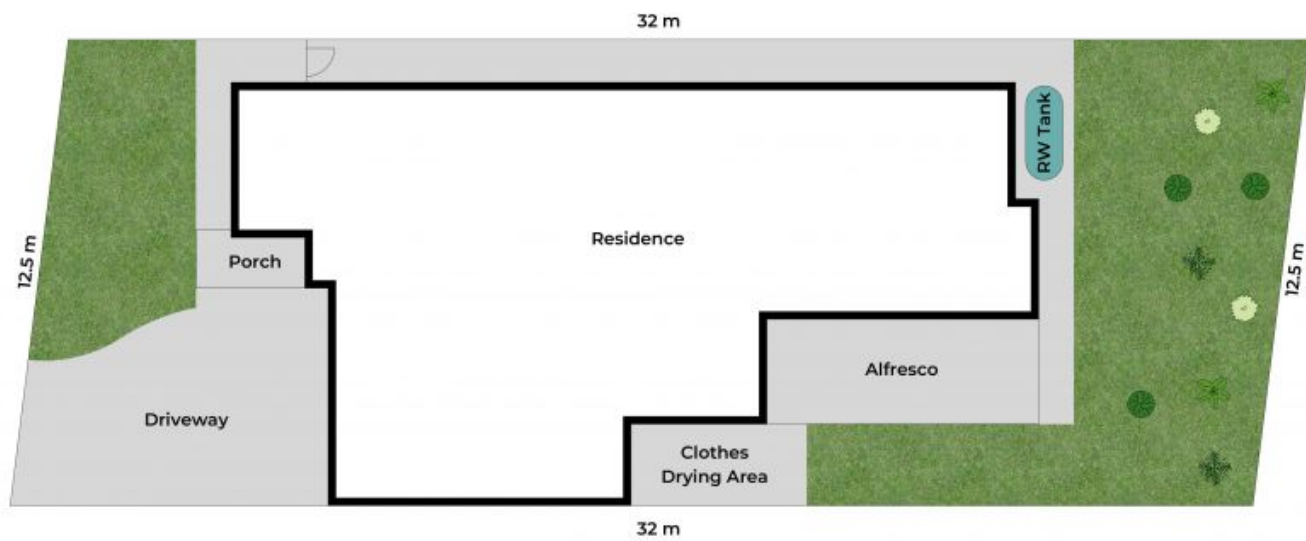 32 m
RW Tank
Residence
12.5 m
Porch
12.5 m
Alfresco
Driveway
Clothes
Drying Area
32 m